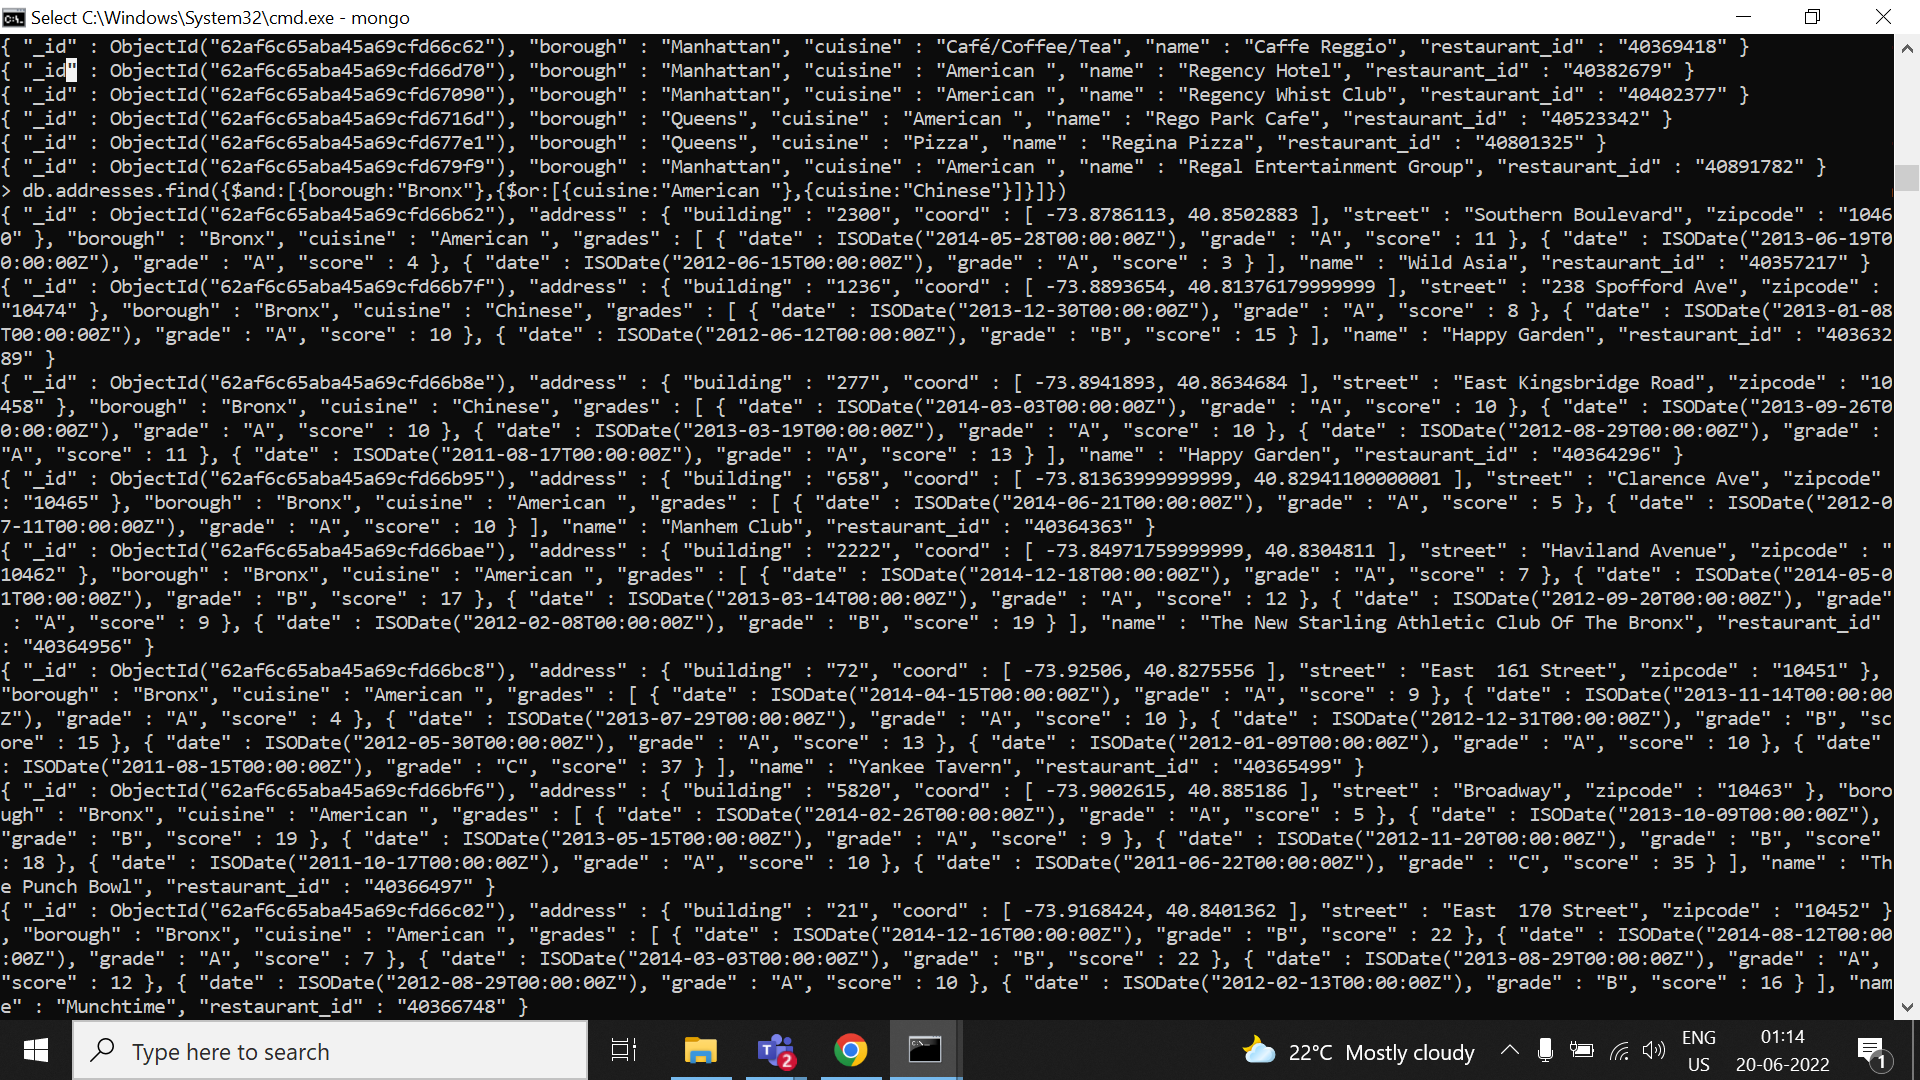 Select C:\Windows\System32\cmd.exe - mongo
{ "_id" : ObjectId("62af6c65aba45a69cfd66c62"), "borough" : "Manhattan", "cuisine" : "Café/Coffee/Tea", "name" : "Caffe Reggio", "restaurant_id" : "40369418" }
{ "_id" : ObjectId("62af6c65aba45a69cfd66d70"), "borough" : "Manhattan", "cuisine" : "American ", "name" : "Regency Hotel", "restaurant_id" : "40382679" }
{ "_id" : ObjectId("62af6c65aba45a69cfd67090"), "borough" : "Manhattan", "cuisine" : "American ", "name" : "Regency Whist Club", "restaurant_id" : "40402377" }
{ "_id" : ObjectId("62af6c65aba45a69cfd6716d"), "borough" : "Queens", "cuisine" : "American ", "name" : "Rego Park Cafe", "restaurant_id" : "40523342" }
{ "_id" : ObjectId("62af6c65aba45a69cfd677e1"), "borough" : "Queens", "cuisine" : "Pizza", "name" : "Regina Pizza", "restaurant_id" : "40801325" }
{ "_id" : ObjectId("62af6c65aba45a69cfd679f9"), "borough" : "Manhattan", "cuisine" : "American ", "name" : "Regal Entertainment Group", "restaurant_id" : "40891782" }
> db.addresses.find({$and:[{borough:"Bronx"},{$or:[{cuisine:"American "},{cuisine:"Chinese"}]}]})
{ "_id" : ObjectId("62af6c65aba45a69cfd66b62"), "address" : { "building" : "2300", "coord" : [ -73.8786113, 40.8502883 ], "street" : "Southern Boulevard", "zipcode" : "1046
0" }, "borough" : "Bronx", "cuisine" : "American ", "grades" : [ { "date" : ISODate("2014-05-28T00:00:00Z"), "grade" : "A", "score" : 11 }, { "date" : ISODate("2013-06-19T0
0:00:00Z"), "grade" : "A", "score" : 4 }, { "date" : ISODate("2012-06-15T00:00:00Z"), "grade" : "A", "score" : 3 } ], "name" : "Wild Asia", "restaurant_id" : "40357217" }
{ "_id" : ObjectId("62af6c65aba45a69cfd66b7f"), "address" : { "building" : "1236", "coord" : [ -73.8893654, 40.81376179999999 ], "street" : "238 Spofford Ave", "zipcode" :
"10474" }, "borough" : "Bronx", "cuisine" : "Chinese", "grades" : [ { "date" : ISODate("2013-12-30T00:00:00Z"), "grade" : "A", "score" : 8 }, { "date" : ISODate("2013-01-08
T00:00:00Z"), "grade" : "A", "score" : 10 }, { "date" : ISODate("2012-06-12T00:00:00Z"), "grade" : "B", "score" : 15 } ], "name" : "Happy Garden", "restaurant_id" : "403632
89" }
{ "_id" : ObjectId("62af6c65aba45a69cfd66b8e"), "address" : { "building" : "277", "coord" : [ -73.8941893, 40.8634684 ], "street" : "East Kingsbridge Road", "zipcode" : "10
458" }, "borough" : "Bronx", "cuisine" : "Chinese", "grades" : [ { "date" : ISODate("2014-03-03T00:00:00Z"), "grade" : "A", "score" : 10 }, { "date" : ISODate("2013-09-26T0
0:00:00Z"), "grade" : "A", "score" : 10 }, { "date" : ISODate("2013-03-19T00:00:00Z"), "grade" : "A", "score" : 10 }, { "date" : ISODate("2012-08-29T00:00:00Z"), "grade" :
"A", "score" : 11 }, { "date" : ISODate("2011-08-17T00:00:00Z"), "grade" : "A", "score" : 13 } ], "name" : "Happy Garden", "restaurant_id" : "40364296" }
{ "_id" : ObjectId("62af6c65aba45a69cfd66b95"), "address" : { "building" : "658", "coord" : [ -73.81363999999999, 40.82941100000001 ], "street" : "Clarence Ave", "zipcode"
: "10465" }, "borough" : "Bronx", "cuisine" : "American ", "grades" : [ { "date" : ISODate("2014-06-21T00:00:00Z"), "grade" : "A", "score" : 5 }, { "date" : ISODate("2012-0
7-11T00:00:00Z"), "grade" : "A", "score" : 10 } ], "name" : "Manhem Club", "restaurant_id" : "40364363" }
{ "_id" : ObjectId("62af6c65aba45a69cfd66bae"), "address" : { "building" : "2222", "coord" : [ -73.84971759999999, 40.8304811 ], "street" : "Haviland Avenue", "zipcode" : "
10462" }, "borough" : "Bronx", "cuisine" : "American ", "grades" : [ { "date" : ISODate("2014-12-18T00:00:00Z"), "grade" : "A", "score" : 7 }, { "date" : ISODate("2014-05-0
1T00:00:00Z"), "grade" : "B", "score" : 17 }, { "date" : ISODate("2013-03-14T00:00:00Z"), "grade" : "A", "score" : 12 }, { "date" : ISODate("2012-09-20T00:00:00Z"), "grade"
: "A", "score" : 9 }, { "date" : ISODate("2012-02-08T00:00:00Z"), "grade" : "B", "score" : 19 } ], "name" : "The New Starling Athletic Club Of The Bronx", "restaurant_id"
: "40364956" }
{ "_id" : ObjectId("62af6c65aba45a69cfd66bc8"), "address" : { "building" : "72", "coord" : [ -73.92506, 40.8275556 ], "street" : "East  161 Street", "zipcode" : "10451" },
"borough" : "Bronx", "cuisine" : "American ", "grades" : [ { "date" : ISODate("2014-04-15T00:00:00Z"), "grade" : "A", "score" : 9 }, { "date" : ISODate("2013-11-14T00:00:00
Z"), "grade" : "A", "score" : 4 }, { "date" : ISODate("2013-07-29T00:00:00Z"), "grade" : "A", "score" : 10 }, { "date" : ISODate("2012-12-31T00:00:00Z"), "grade" : "B", "sc
ore" : 15 }, { "date" : ISODate("2012-05-30T00:00:00Z"), "grade" : "A", "score" : 13 }, { "date" : ISODate("2012-01-09T00:00:00Z"), "grade" : "A", "score" : 10 }, { "date"
: ISODate("2011-08-15T00:00:00Z"), "grade" : "C", "score" : 37 } ], "name" : "Yankee Tavern", "restaurant_id" : "40365499" }
{ "_id" : ObjectId("62af6c65aba45a69cfd66bf6"), "address" : { "building" : "5820", "coord" : [ -73.9002615, 40.885186 ], "street" : "Broadway", "zipcode" : "10463" }, "boro
ugh" : "Bronx", "cuisine" : "American ", "grades" : [ { "date" : ISODate("2014-02-26T00:00:00Z"), "grade" : "A", "score" : 5 }, { "date" : ISODate("2013-10-09T00:00:00Z"),
"grade" : "B", "score" : 19 }, { "date" : ISODate("2013-05-15T00:00:00Z"), "grade" : "A", "score" : 9 }, { "date" : ISODate("2012-11-20T00:00:00Z"), "grade" : "B", "score"
: 18 }, { "date" : ISODate("2011-10-17T00:00:00Z"), "grade" : "A", "score" : 10 }, { "date" : ISODate("2011-06-22T00:00:00Z"), "grade" : "C", "score" : 35 } ], "name" : "Th
e Punch Bowl", "restaurant_id" : "40366497" }
{ "_id" : ObjectId("62af6c65aba45a69cfd66c02"), "address" : { "building" : "21", "coord" : [ -73.9168424, 40.8401362 ], "street" : "East  170 Street", "zipcode" : "10452" }
, "borough" : "Bronx", "cuisine" : "American ", "grades" : [ { "date" : ISODate("2014-12-16T00:00:00Z"), "grade" : "B", "score" : 22 }, { "date" : ISODate("2014-08-12T00:00
:00Z"), "grade" : "A", "score" : 7 }, { "date" : ISODate("2014-03-03T00:00:00Z"), "grade" : "B", "score" : 22 }, { "date" : ISODate("2013-08-29T00:00:00Z"), "grade" : "A",
"score" : 12 }, { "date" : ISODate("2012-08-29T00:00:00Z"), "grade" : "A", "score" : 10 }, { "date" : ISODate("2012-02-13T00:00:00Z"), "grade" : "B", "score" : 16 } ], "nam
e" : "Munchtime", "restaurant_id" : "40366748" }
Type here to search
2
22°C Mostly cloudy
ENG
US
01:14
20-06-2022
1